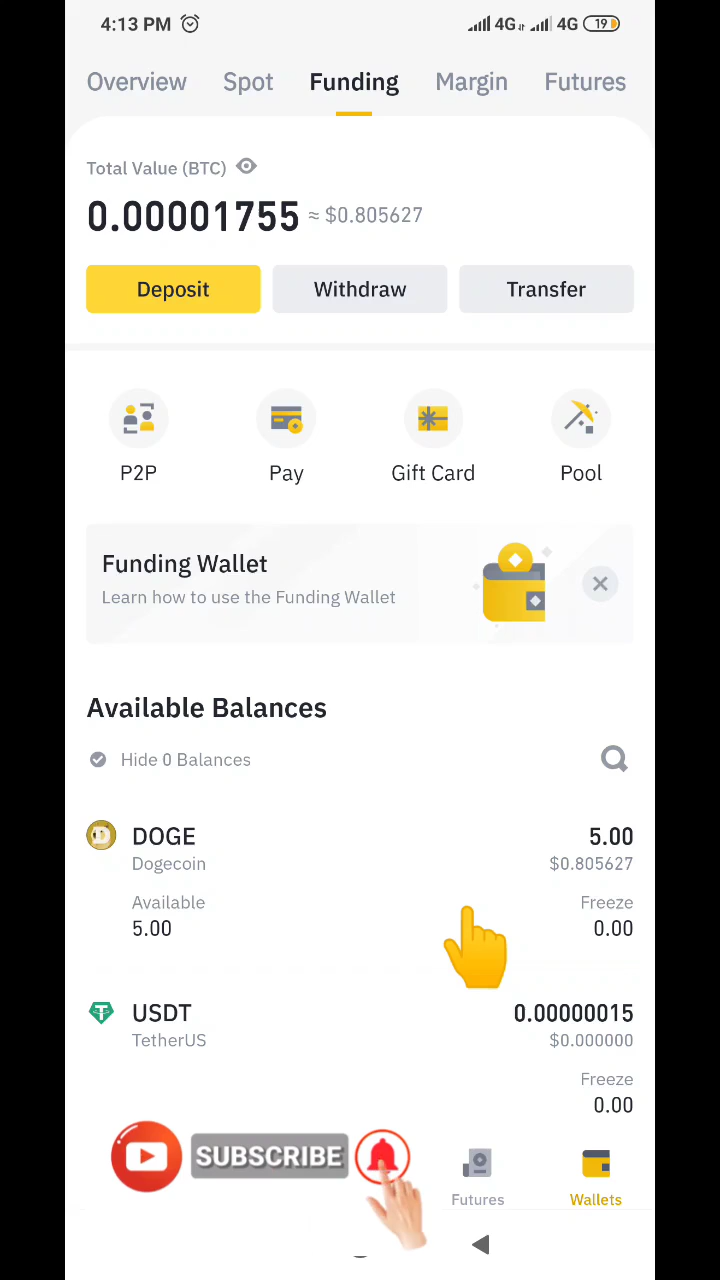 4:13 PM 4G 4G 19
Overview Spot Funding Margin Futures
Total Value (BTC)
0.00001755 ≈ $0.805627
Deposit Withdraw Transfer
P2P Pay Gift Card Pool
Funding Wallet
Learn how to use the Funding Wallet
Available Balances
Hide 0 Balances
DOGE 5.00
Dogecoin $0.805627
Available Freeze
5.00 0.00
USDT 0.00000015
TetherUS $0.000000
Freeze
0.00
SUBSCRIBE
Futures Wallets